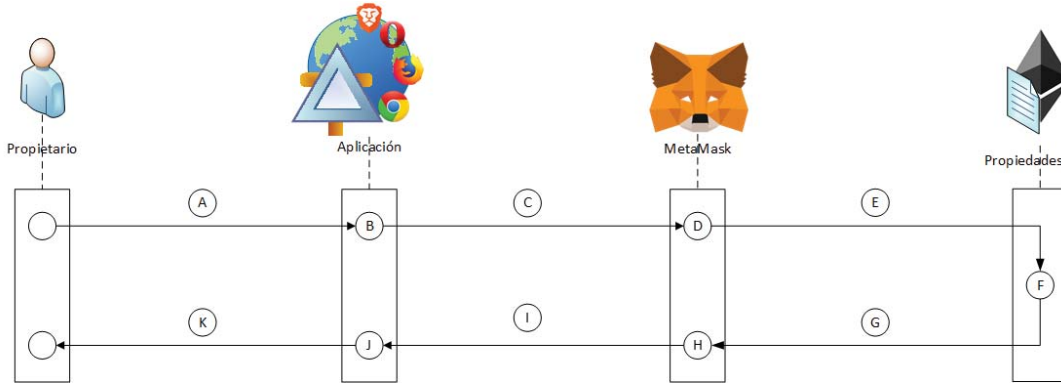 Propietario
Aplicación
MetaMask
Propiedades
A
C
E
B
D
F
K
I
G
J
H